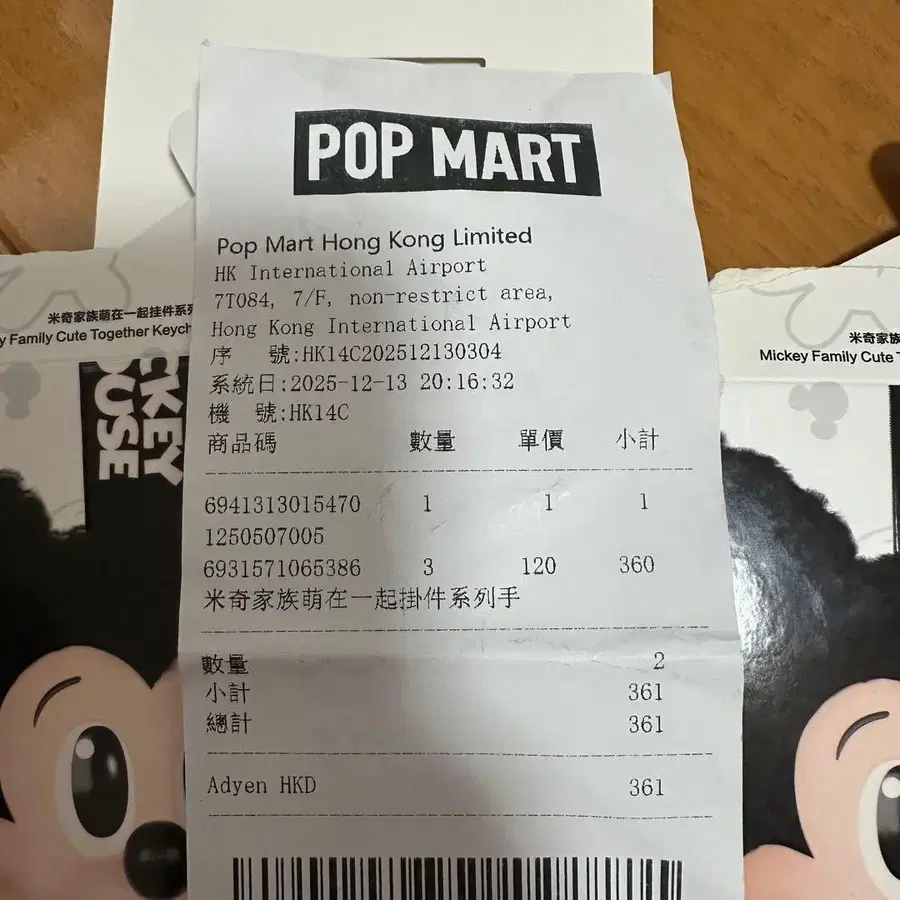 POP MART
Pop Mart Hong Kong Limited
HK International Airport
7T084, 7/F, non-restrict area,
Hong Kong International Airport
序 號:HK14C202512130304
系統日:2025-12-13 20:16:32
機 號:HK14C
商品碼 數量 單價 小計
6941313015470 1 1 1
1250507005
6931571065386 3 120 360
米奇家族萌在一起掛件系列手
數量 2
小計 361
總計 361
Adyen HKD 361
米奇家族萌在一起挂件系
y Family Cute Together Keych
CKEY
OUSE
米奇家族
Mickey Family Cute T